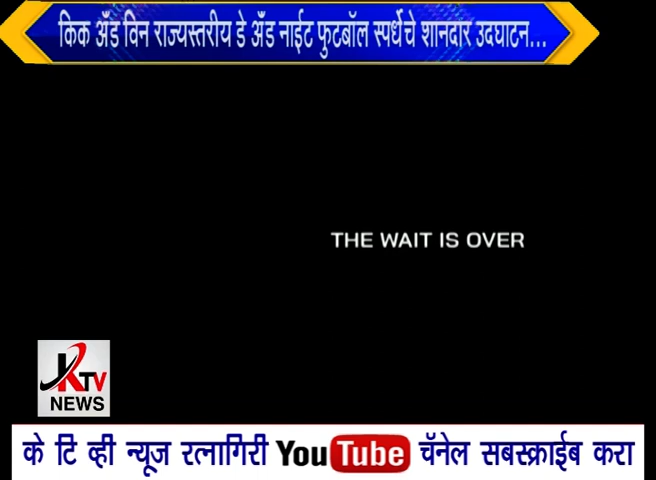 किक अँड विन राज्यस्तरीय डे अँड नाईट फुटबॉल स्पर्धेचे शानदार उदघाटन...
THE WAIT IS OVER
KTV
NEWS
के टि व्ही न्यूज रत्नागिरी YouTube चॅनेल सबस्क्राईब करा